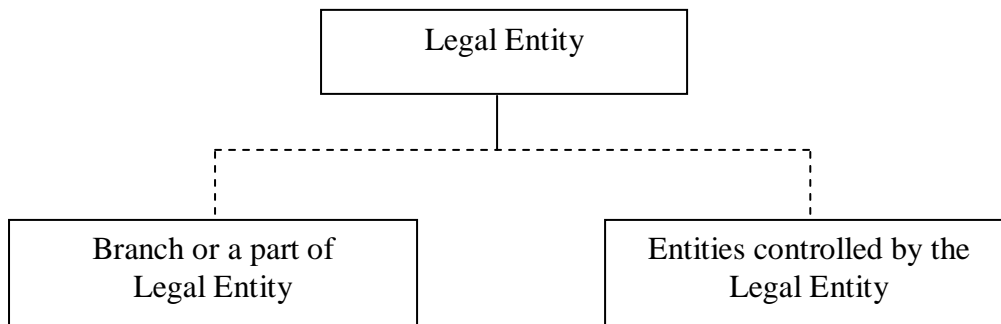 Legal Entity
Branch or a part of
Legal Entity
Entities controlled by the
Legal Entity